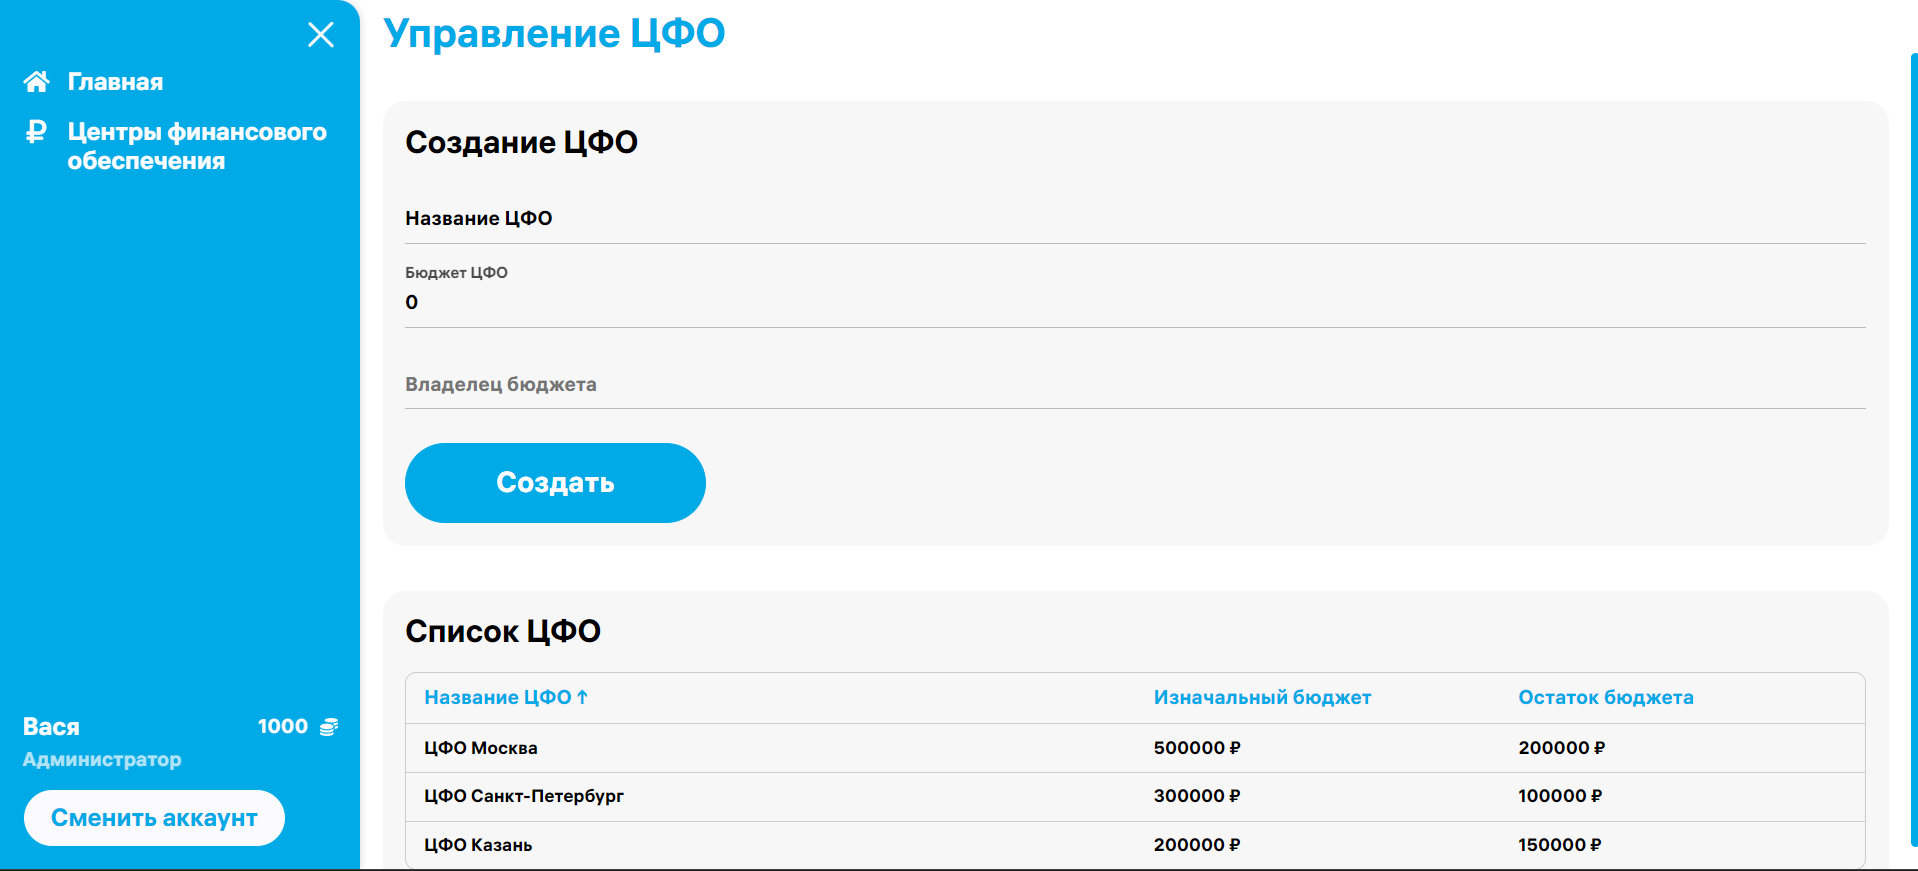 Главная
Центры финансового
обеспечения
Вася
1000
Администратор
Сменить аккаунт
Управление ЦФО
Создание ЦФО
Название ЦФО
Бюджет ЦФО
0
Владелец бюджета
Создать
Список ЦФО
Название ЦФО ↑ Изначальный бюджет Остаток бюджета
ЦФО Москва 500000 ₽ 200000 ₽
ЦФО Санкт-Петербург 300000 ₽ 100000 ₽
ЦФО Казань 200000 ₽ 150000 ₽